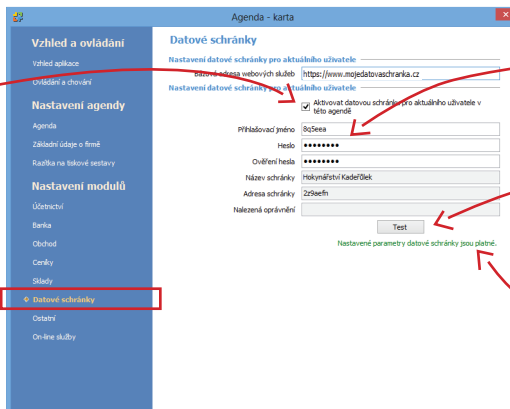 Agenda - karta
Vzhled a ovládání
Vzhled aplikace
Ovládání a chování
Nastavení agendy
Agenda
Základní údaje o firmě
Razítka na tiskové sestavy
Nastavení modulů
Účetnictví
Banka
Obchod
Ceníky
Sklady
Datové schránky
Ostatní
On-line služby
Datové schránky
Nastavení datové schránky pro aktuálního uživatele
Bázová adresa webových služeb https://www.mojedatovaschranka.cz
Nastavení datové schránky pro aktuálního uživatele
Aktivovat datovou schránku pro aktuálního uživatele v
této agendě
Přihlašovací jméno 8q5eea
Heslo ●●●●●●●●
Ověření hesla ●●●●●●●●
Název schránky Hokynářství Kadeřůlek
Adresa schránky 2z9aefn
Nalezená oprávnění
Test
Nastavené parametry datové schránky jsou platné.